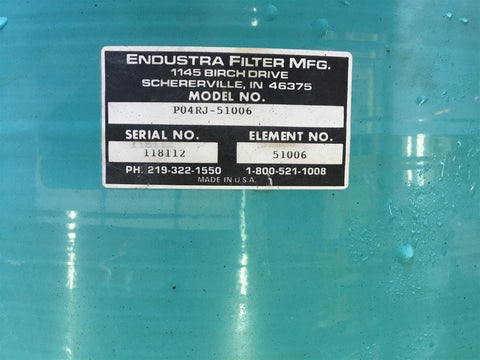 ENDUSTRA FILTER MFG.
1145 BIRCH DRIVE
SCHERERVILLE, IN 46375
MODEL NO.
P04RJ-51006
SERIAL NO. ELEMENT NO.
118112 51006
PH. 219-322-1550 1-800-521-1008
MADE IN U.S.A.